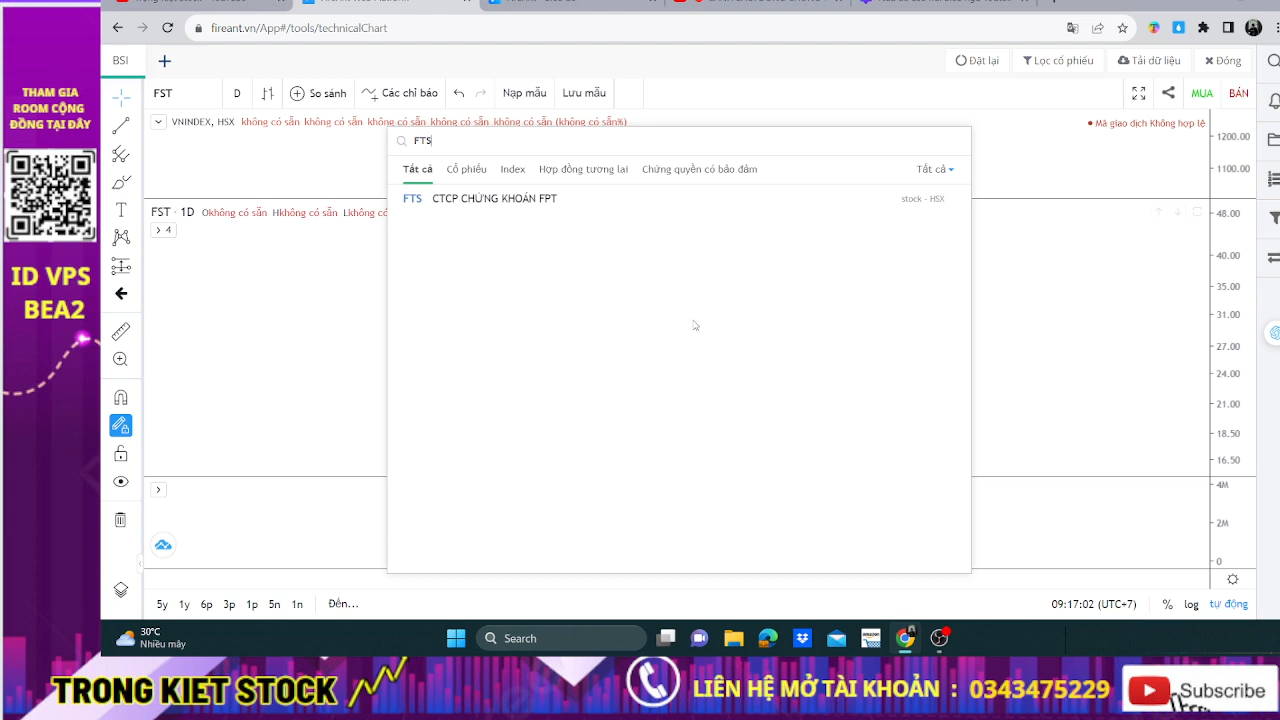 fireant.vn/App#/tools/technicalChart
THAM GIA
ROOM CỘNG
ĐỒNG TẠI ĐÂY
ID VPS
BEA2
BSI
Đặt lại
Lọc cổ phiếu
Tải dữ liệu
Đóng
FST
D
So sánh
Các chỉ báo
Nạp mẫu
Lưu mẫu
MUA
BÁN
VNINDEX, HSX không có sẵn không có sẵn không có sẵn không có sẵn không có sẵn (không có sẵn%)
Mã giao dịch Không hợp lệ
FTS
Tất cả
Cổ phiếu
Index
Hợp đồng tương lai
Chứng quyền có bảo đảm
Tất cả
FTS CTCP CHỨNG KHOÁN FPT
stock - HSX
FST · 1D Okhông có sẵn Hkhông có sẵn Lkhông có
4
1200.00
1100.00
48.00
40.00
35.00
31.00
27.00
24.00
21.00
18.50
16.50
4M
2M
0
5y 1y 6p 3p 1p 5n 1n
Đến...
09:17:02 (UTC+7)
% log tự động
30°C
Nhiều mây
Search
TRONG KIET STOCK
LIÊN HỆ MỞ TÀI KHOẢN : 0343475229
Subscribe